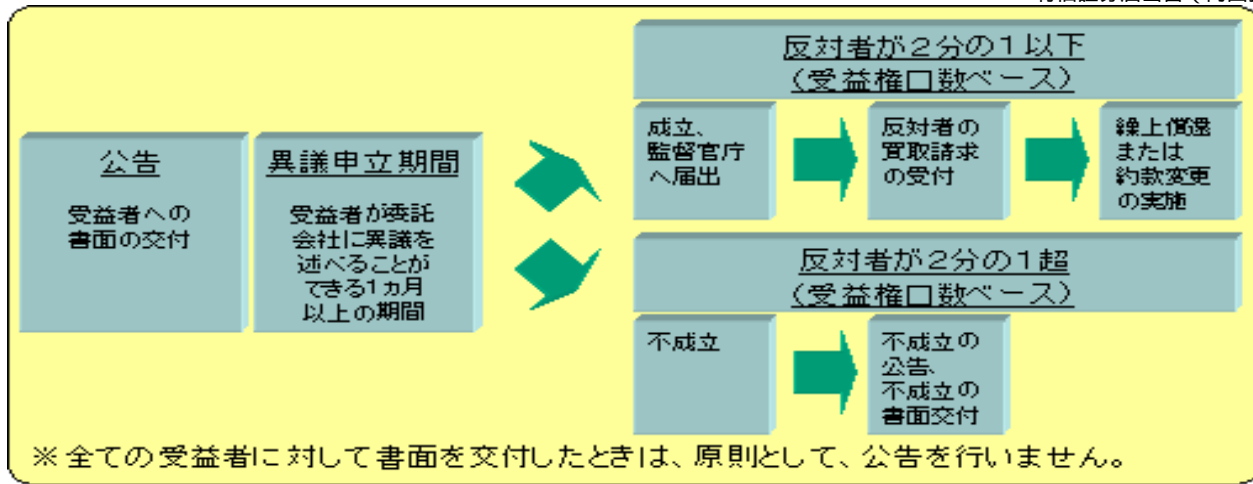 公告
受益者への
書面の交付
異議申立期間
受益者が委託
会社に異議を
述べることが
できる1ヵ月
以上の期間
反対者が2分の1以下
(受益権口数ベース)
成立、
監督官庁
へ届出
反対者の
買取請求
の受付
繰上償還
または
約款変更
の実施
反対者が2分の1超
(受益権口数ベース)
不成立
不成立の
公告、
不成立の
書面交付
※全ての受益者に対して書面を交付したときは、原則として、公告を行いません。